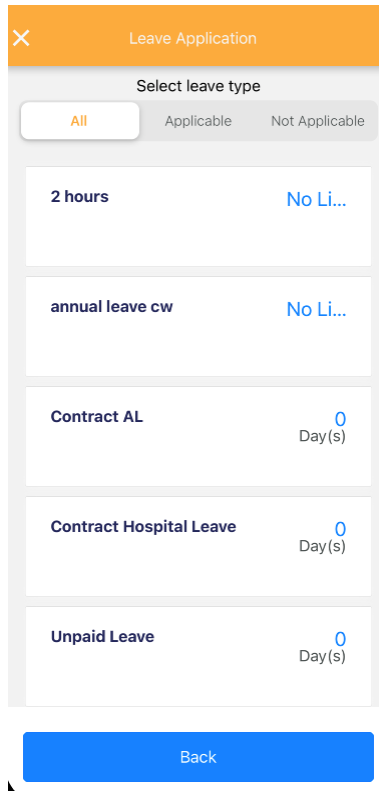 Leave Application
Select leave type
All Applicable Not Applicable
2 hours No Li...
annual leave cw No Li...
Contract AL 0
Day(s)
Contract Hospital Leave 0
Day(s)
Unpaid Leave 0
Day(s)
Back